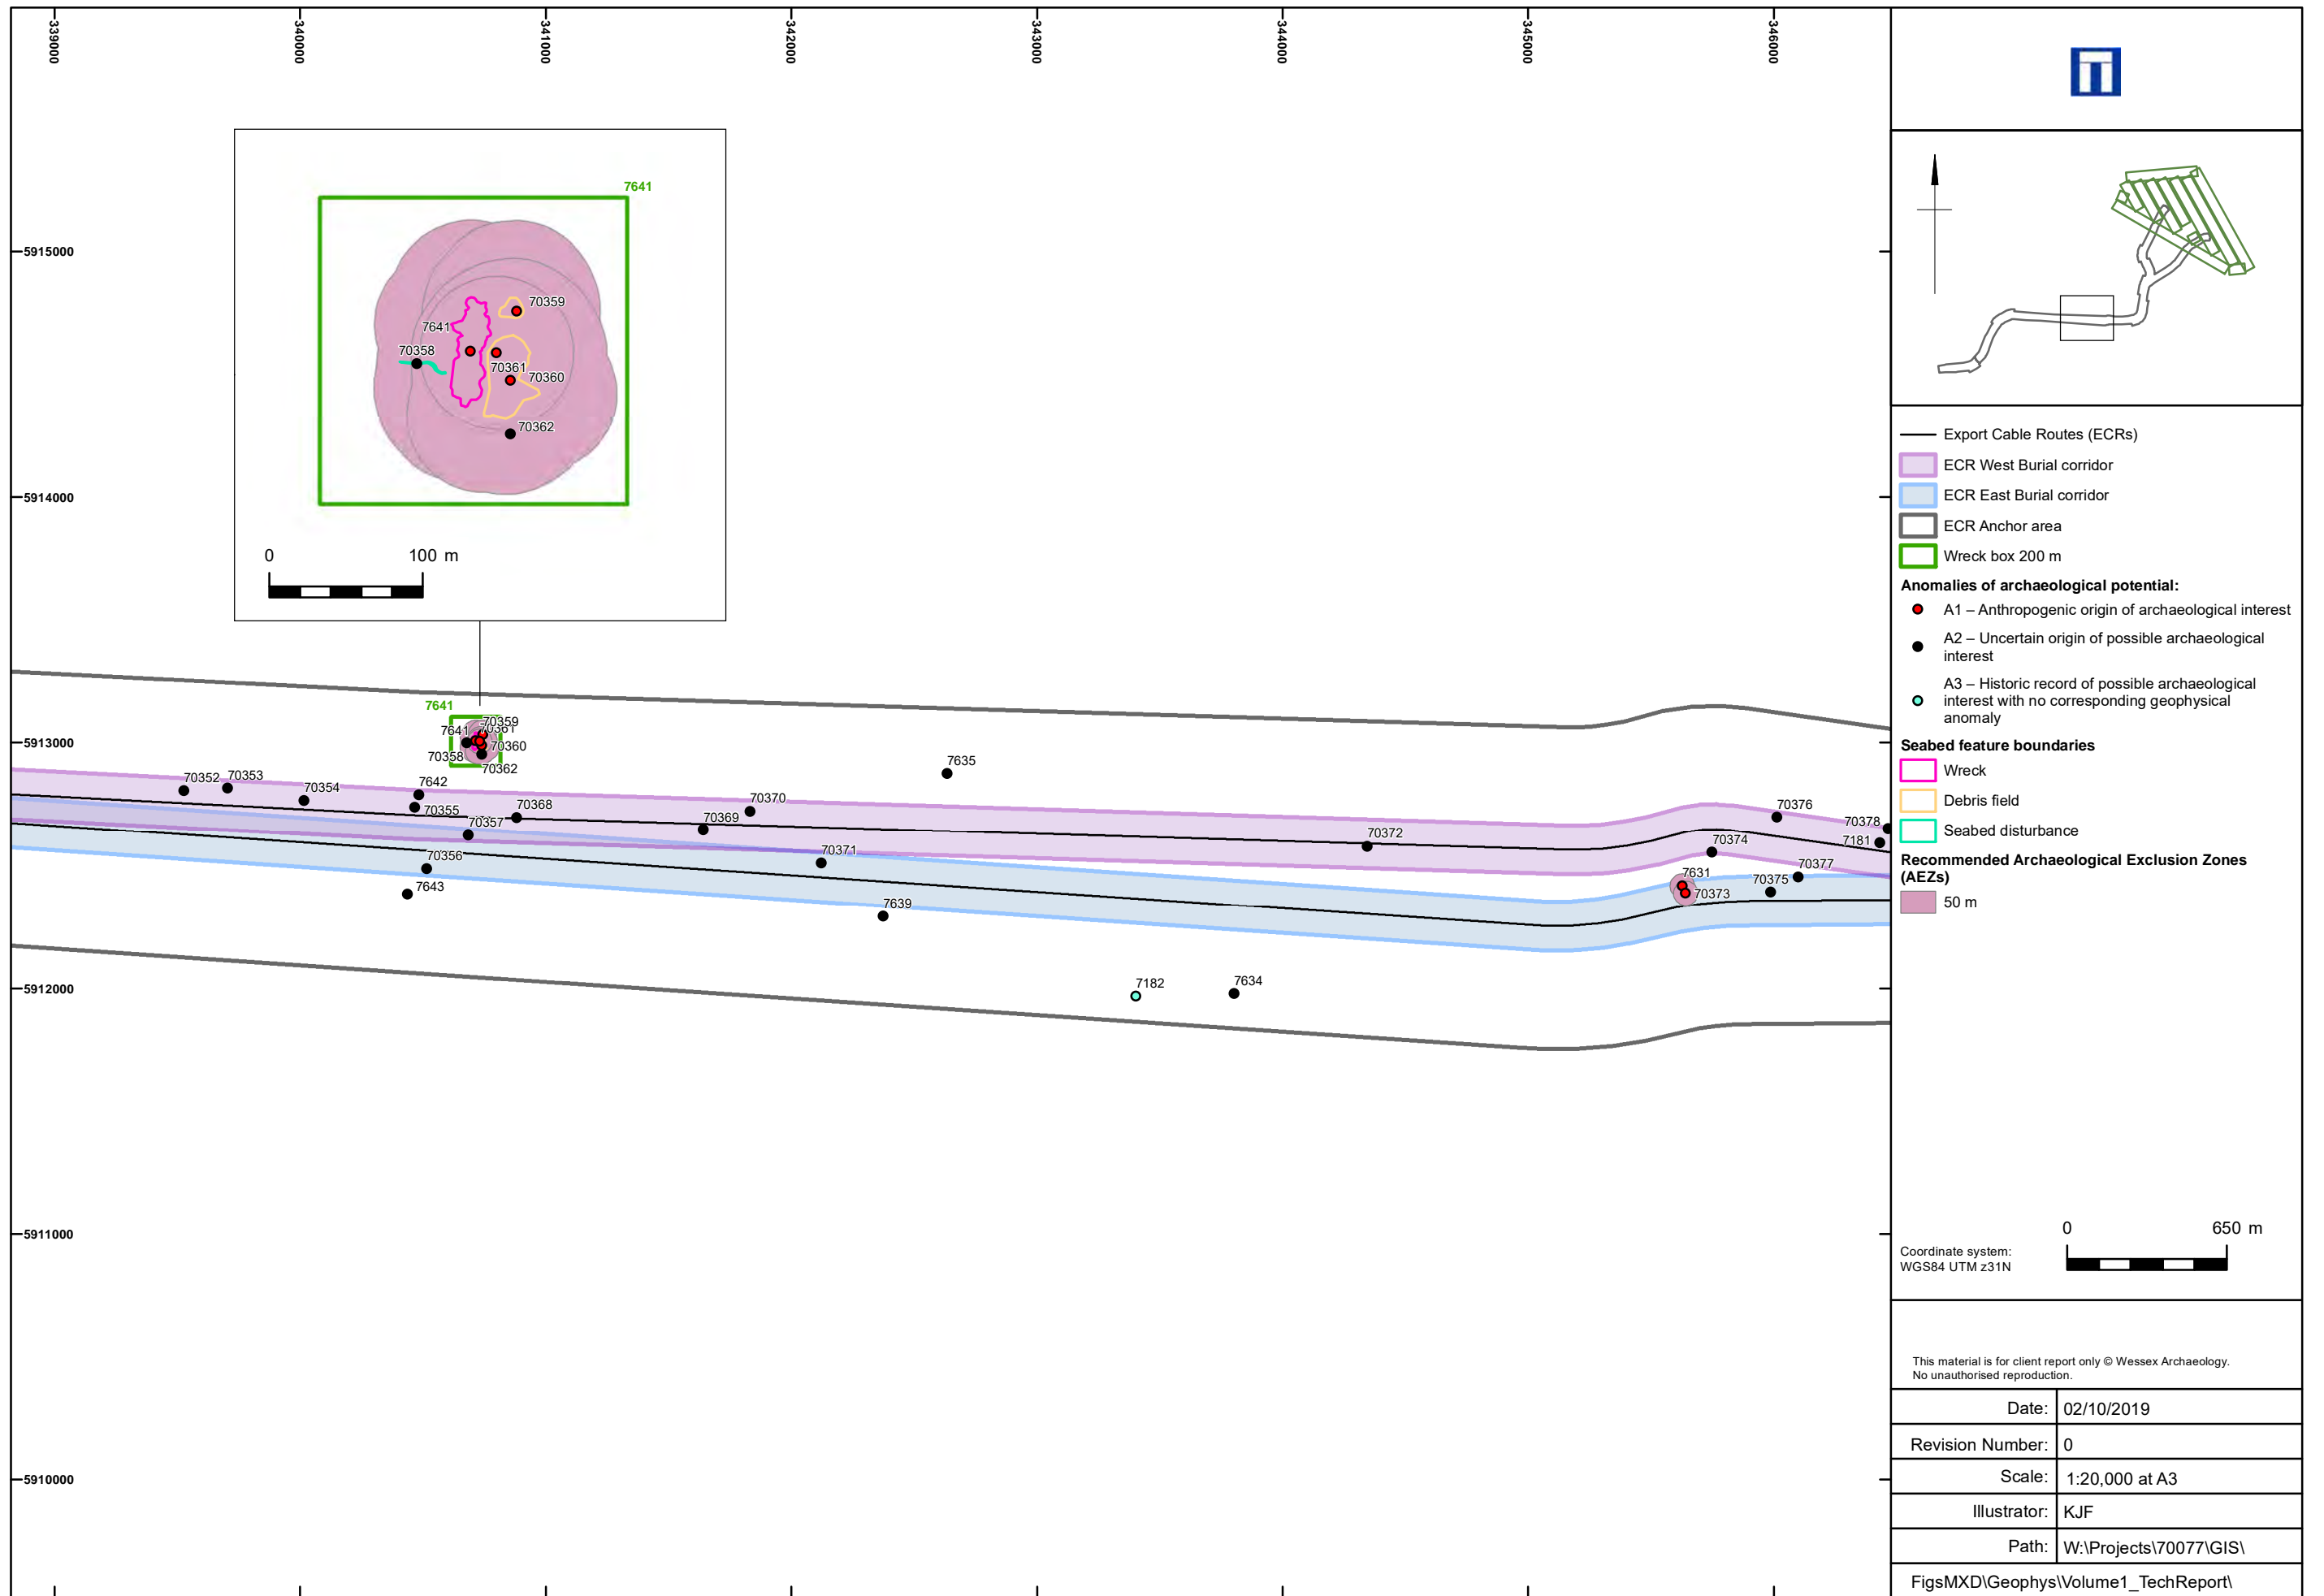 339000
340000
341000
342000
343000
344000
345000
346000
5915000
5914000
5913000
5912000
5911000
5910000
7641
70359
7641
70358
70361
70360
70362
0 100 m
7641
70359
7641
70361
70360
70358
70362
7635
70352
70353
70354
7642
70355
70368
70357
70370
70369
70356
7643
70371
7639
70372
70376
70378
7181
70374
70377
7631
70375
70373
7182
7634
Export Cable Routes (ECRs)
ECR West Burial corridor
ECR East Burial corridor
ECR Anchor area
Wreck box 200 m
Anomalies of archaeological potential:
A1 – Anthropogenic origin of archaeological interest
A2 – Uncertain origin of possible archaeological
interest
A3 – Historic record of possible archaeological
interest with no corresponding geophysical
anomaly
Seabed feature boundaries
Wreck
Debris field
Seabed disturbance
Recommended Archaeological Exclusion Zones
(AEZs)
50 m
0 650 m
Coordinate system:
WGS84 UTM z31N
This material is for client report only © Wessex Archaeology.
No unauthorised reproduction.
Date: 02/10/2019
Revision Number: 0
Scale: 1:20,000 at A3
Illustrator: KJF
Path: W:\Projects\70077\GIS\
FigsMXD\Geophys\Volume1_TechReport\